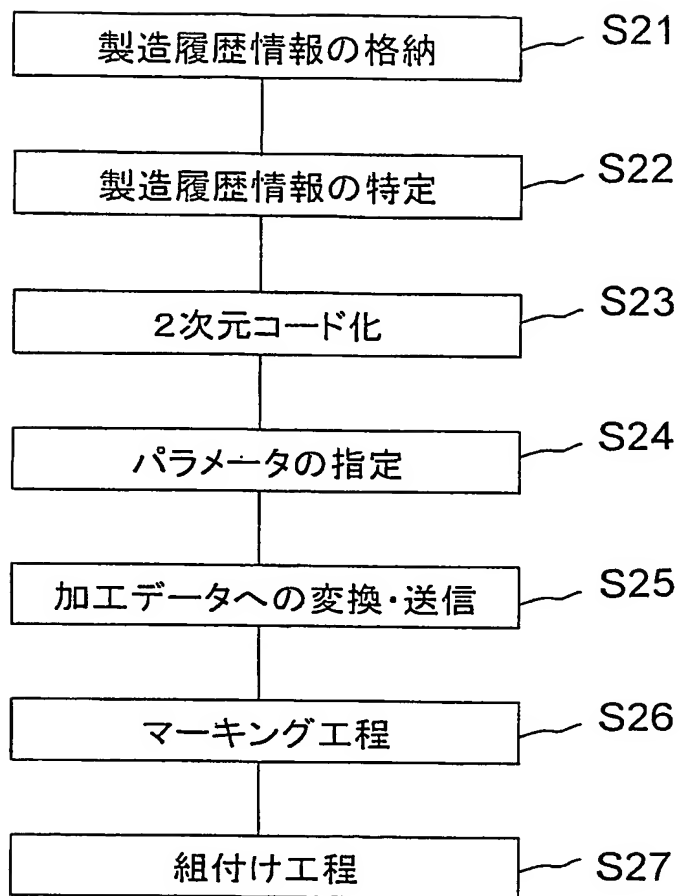 製造履歴情報の格納 S21
製造履歴情報の特定 S22
2次元コード化 S23
パラメータの指定 S24
加工データへの変換・送信 S25
マーキング工程 S26
組付け工程 S27